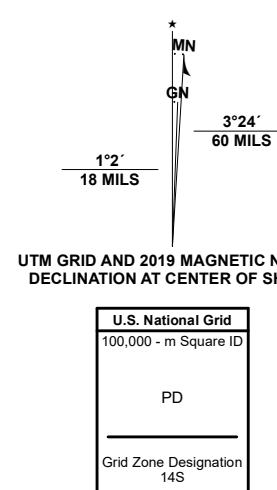 ★
MN
GN
3°24´
60 MILS
1°2´
18 MILS
UTM GRID AND 2019 MAGNETIC
DECLINATION AT CENTER OF
U.S. National Grid
100,000 - m Square ID
PD
Grid Zone Designation
14S